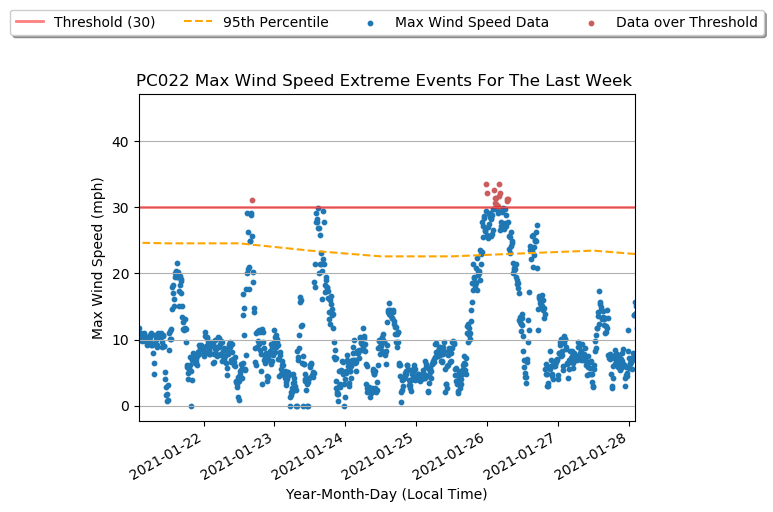 Threshold (30) 95th Percentile Max Wind Speed Data Data over Threshold
PC022 Max Wind Speed Extreme Events For The Last Week
Max Wind Speed (mph)
40
30
20
10
0
2021-01-22 2021-01-23 2021-01-24 2021-01-25 2021-01-26 2021-01-27 2021-01-28
Year-Month-Day (Local Time)